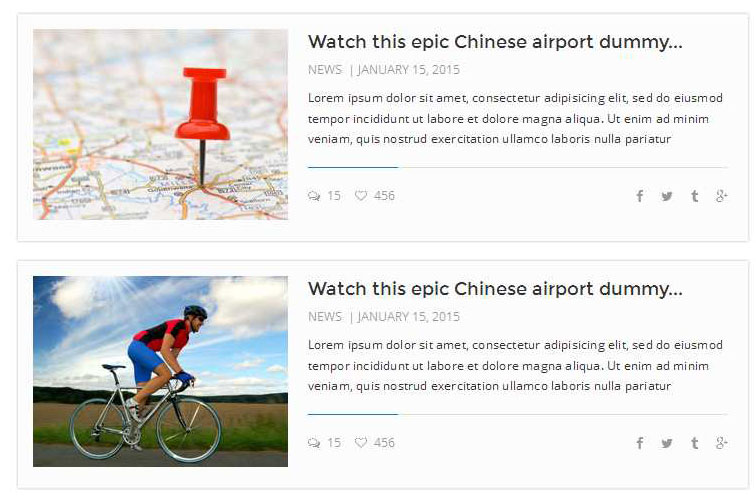 Watch this epic Chinese airport dummy...
NEWS | JANUARY 15, 2015
Lorem ipsum dolor sit amet, consectetur adipisicing elit, sed do eiusmod
tempor incididunt ut labore et dolore magna aliqua. Ut enim ad minim
veniam, quis nostrud exercitation ullamco laboris nulla pariatur
15 456
Watch this epic Chinese airport dummy...
NEWS | JANUARY 15, 2015
Lorem ipsum dolor sit amet, consectetur adipisicing elit, sed do eiusmod
tempor incididunt ut labore et dolore magna aliqua. Ut enim ad minim
veniam, quis nostrud exercitation ullamco laboris nulla pariatur
15 456